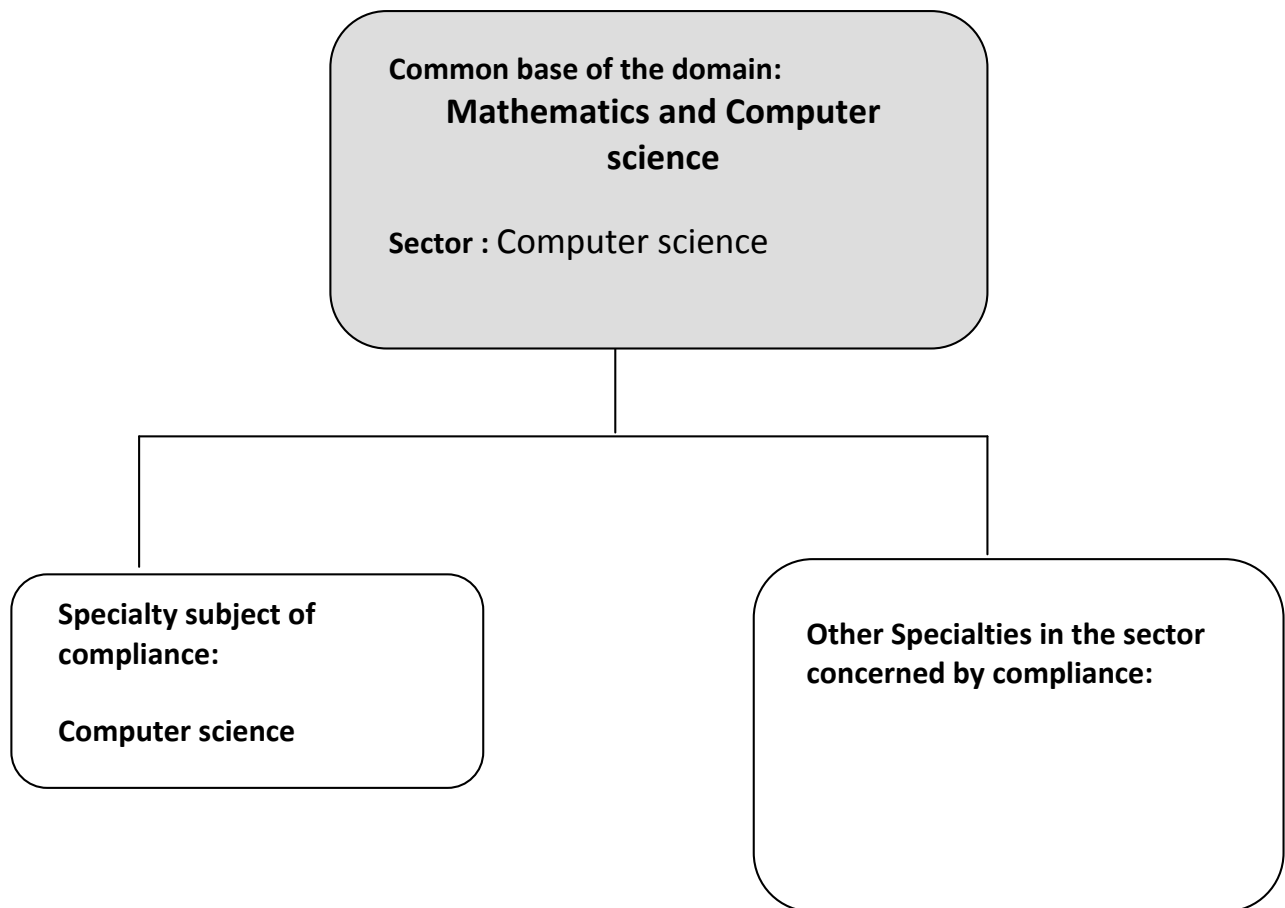 Common base of the domain:
Mathematics and Computer
science
Sector : Computer science
Specialty subject of
compliance:
Computer science
Other Specialties in the sector
concerned by compliance: